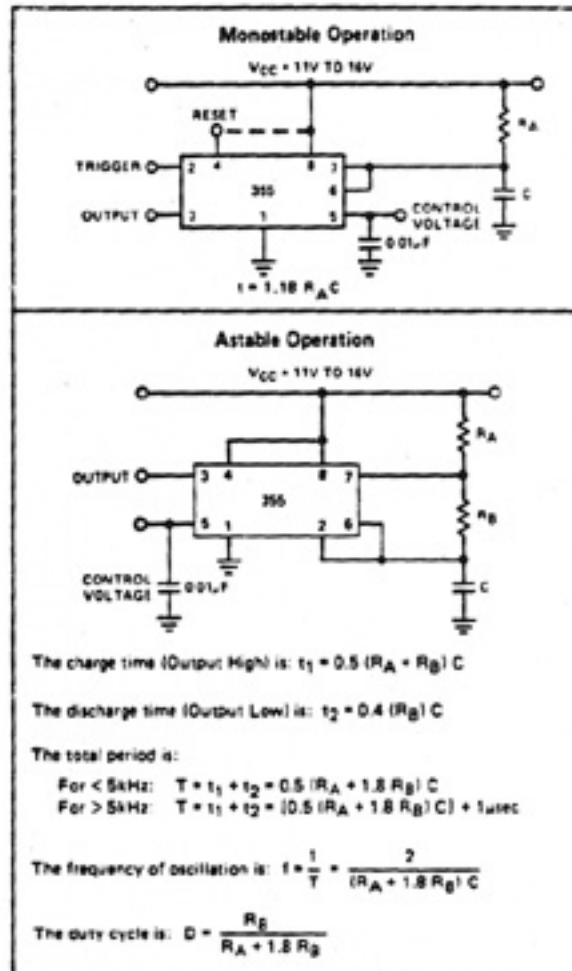 Monostable Operation
VCC = 11V TO 16V
RESET
RA
TRIGGER
2 4 8 7
355
6
C
OUTPUT
3 1 5
CONTROL
VOLTAGE
0.01µF
t = 1.18 RAC
Astable Operation
VCC = 11V TO 16V
RA
OUTPUT
3 4 8 7
355
RB
5 1 2 6
CONTROL
VOLTAGE
0.01µF
C
The charge time (Output High) is: t1 = 0.5 (RA + RB) C
The discharge time (Output Low) is: t2 = 0.4 (RB) C
The total period is:
For < 5kHz: T = t1 + t2 = 0.5 (RA + 1.8 RB) C
For > 5kHz: T = t1 + t2 = [0.5 (RA + 1.8 RB) C] + 1µsec
The frequency of oscillation is: f = 1/T = 2/(RA + 1.8 RB) C
The duty cycle is: D = RB/RA + 1.8 RB